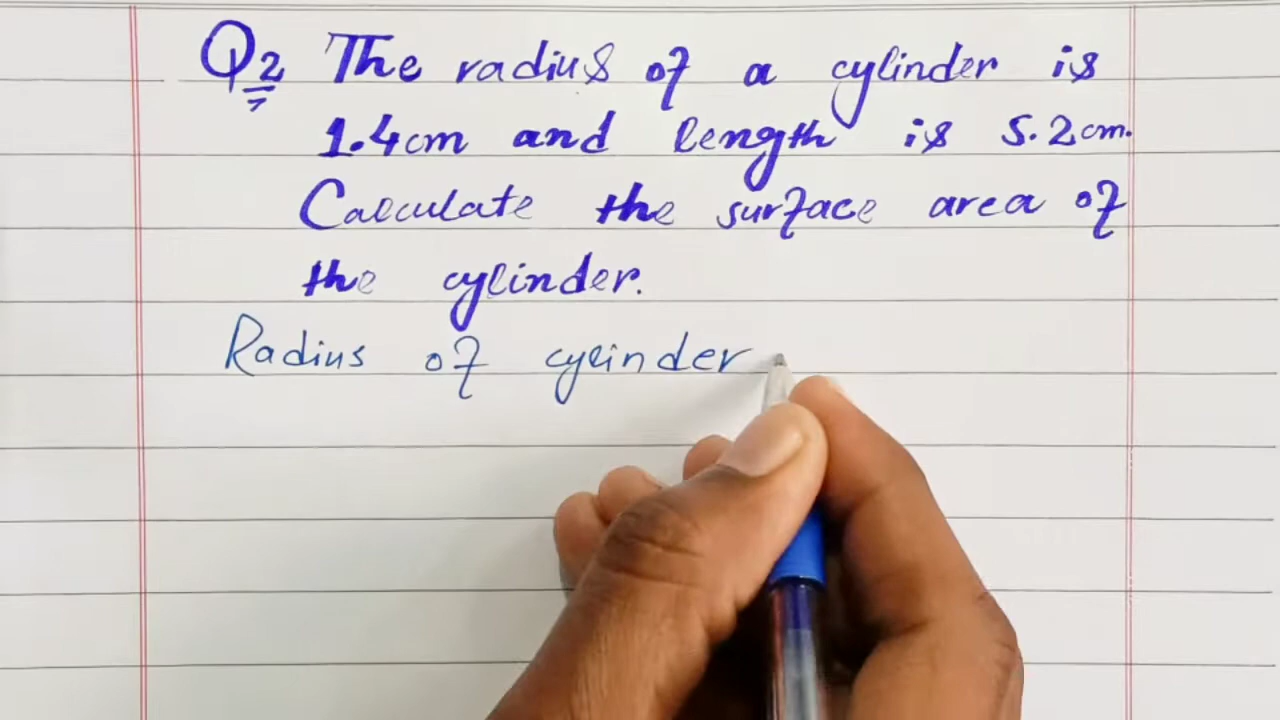 Q2 The radius of a cylinder is
1.4cm and length is 5.2cm.
Calculate the surface area of
the cylinder.
Radius of cylinder